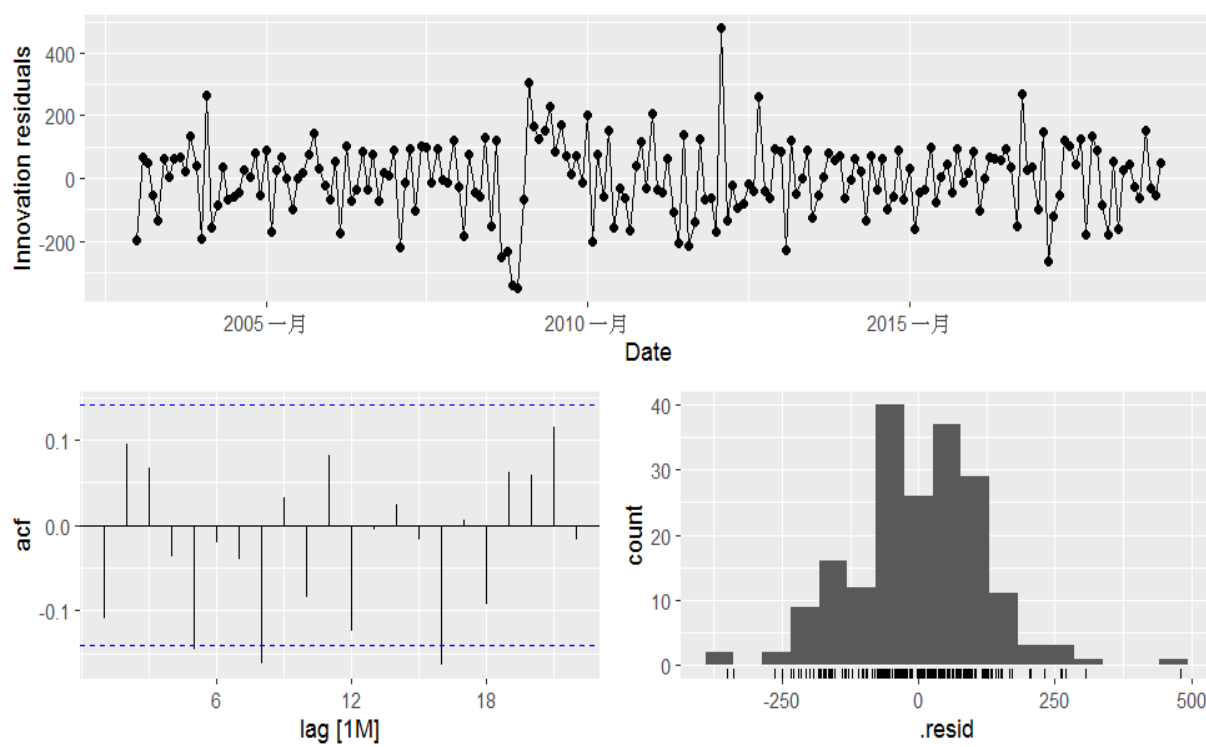 Innovation residuals
400
200
0
-200
2005 一月
2010 一月
2015 一月
Date
acf
0.1
0.0
-0.1
6
12
18
lag [1M]
count
40
30
20
10
0
-250
0
250
500
.resid